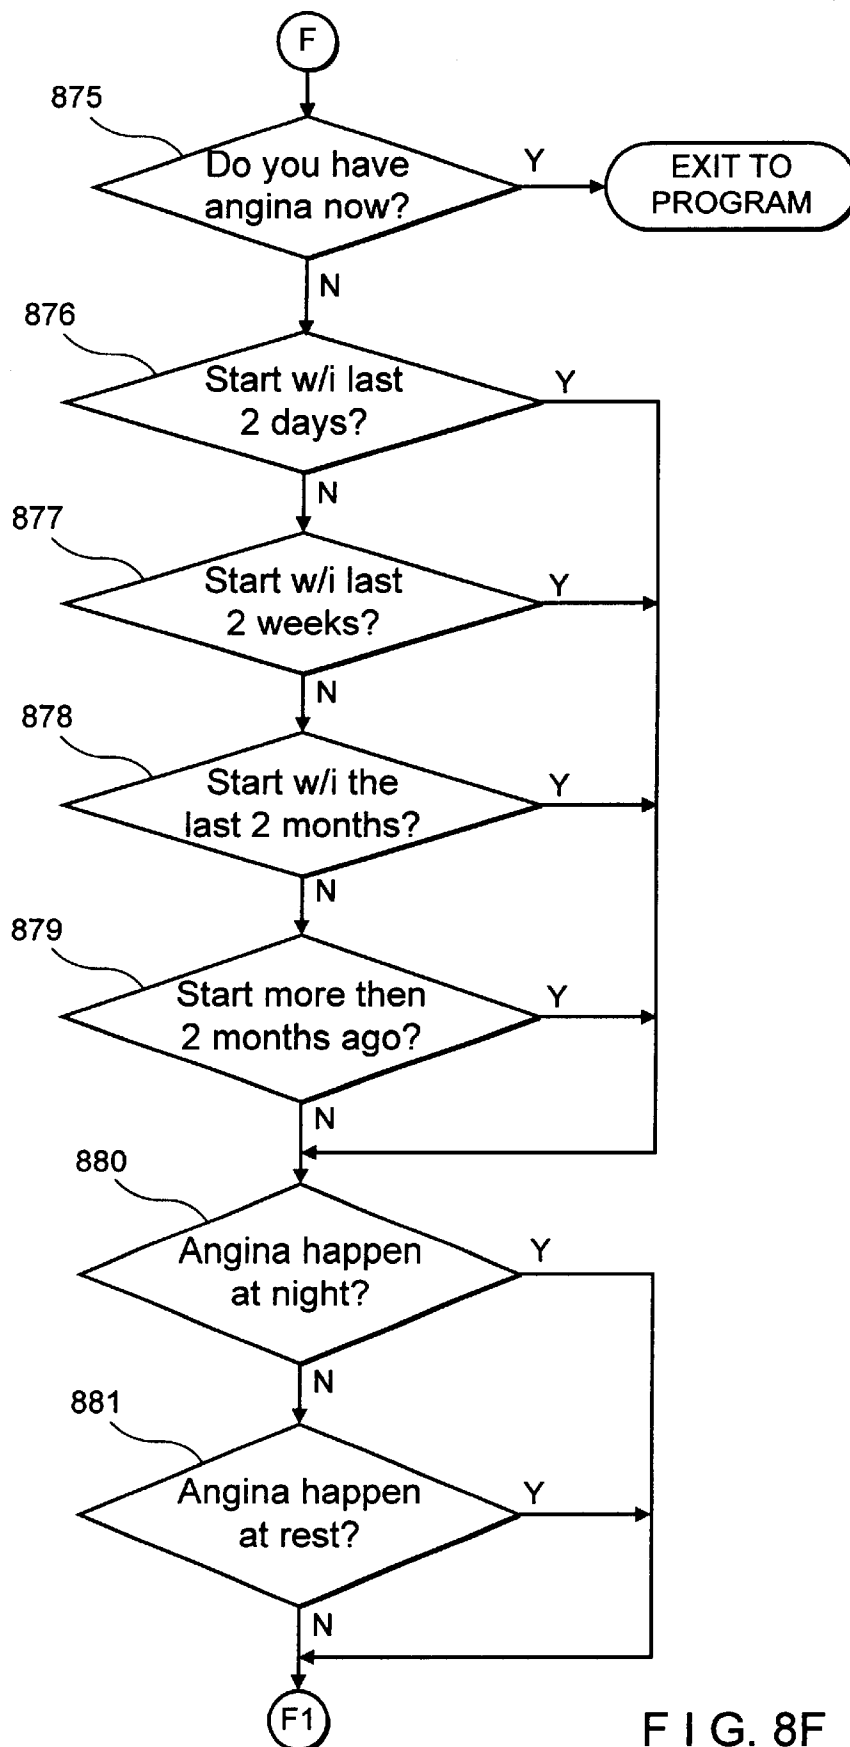 F
875
Do you have
angina now?
Y
EXIT TO
PROGRAM
N
876
Start w/i last
2 days?
Y
N
877
Start w/i last
2 weeks?
Y
N
878
Start w/i the
last 2 months?
Y
N
879
Start more then
2 months ago?
Y
N
880
Angina happen
at night?
Y
N
881
Angina happen
at rest?
Y
N
F1
FIG. 8F